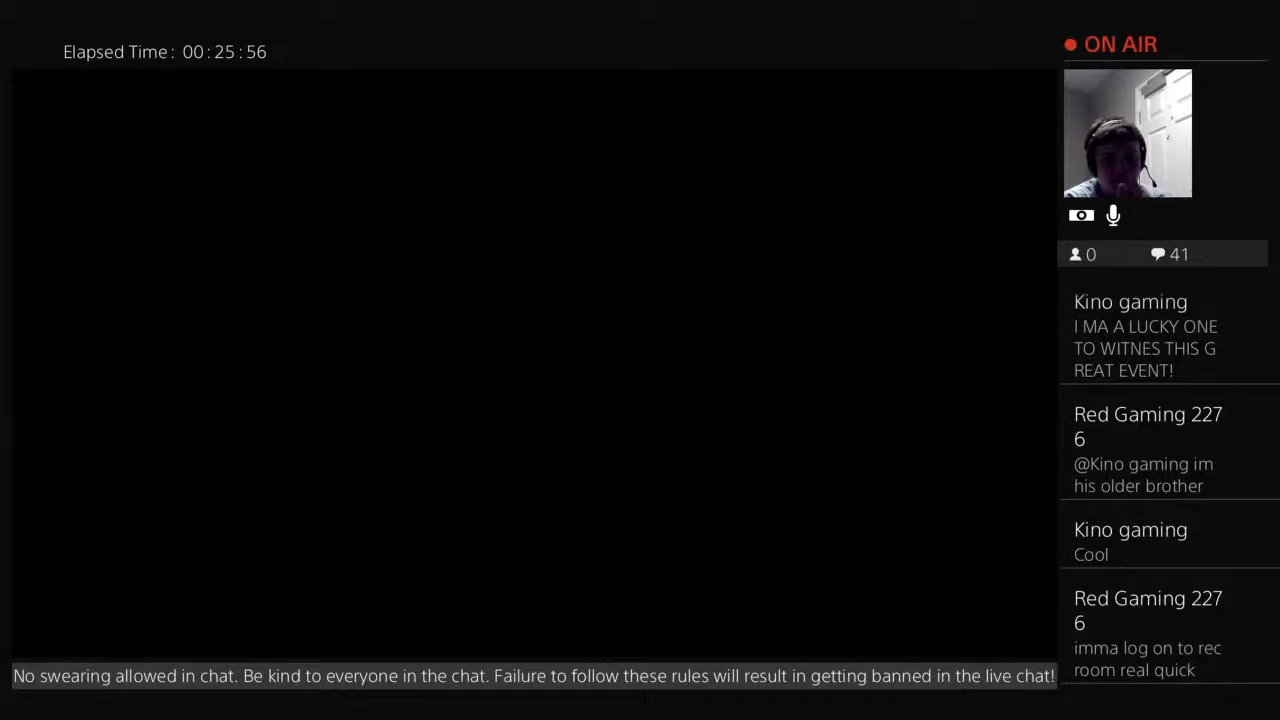 Elapsed Time: 00:25:56
ON AIR
0 41
Kino gaming
I MA A LUCKY ONE
TO WITNES THIS G
REAT EVENT!
Red Gaming 227
6
@Kino gaming im
his older brother
Kino gaming
Cool
Red Gaming 227
6
imma log on to rec
room real quick
No swearing allowed in chat. Be kind to everyone in the chat. Failure to follow these rules will result in getting banned in the live chat!